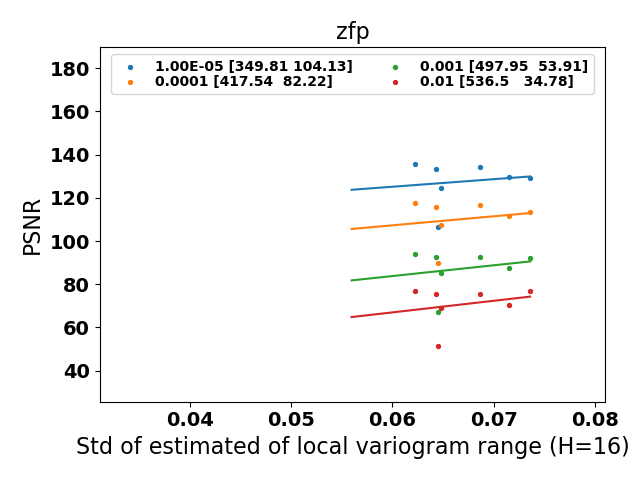 zfp
1.00E-05 [349.81 104.13]
0.0001 [417.54  82.22]
0.001 [497.95  53.91]
0.01 [536.5   34.78]
PSNR
180
160
140
120
100
80
60
40
0.04 0.05 0.06 0.07 0.08
Std of estimated of local variogram range (H=16)